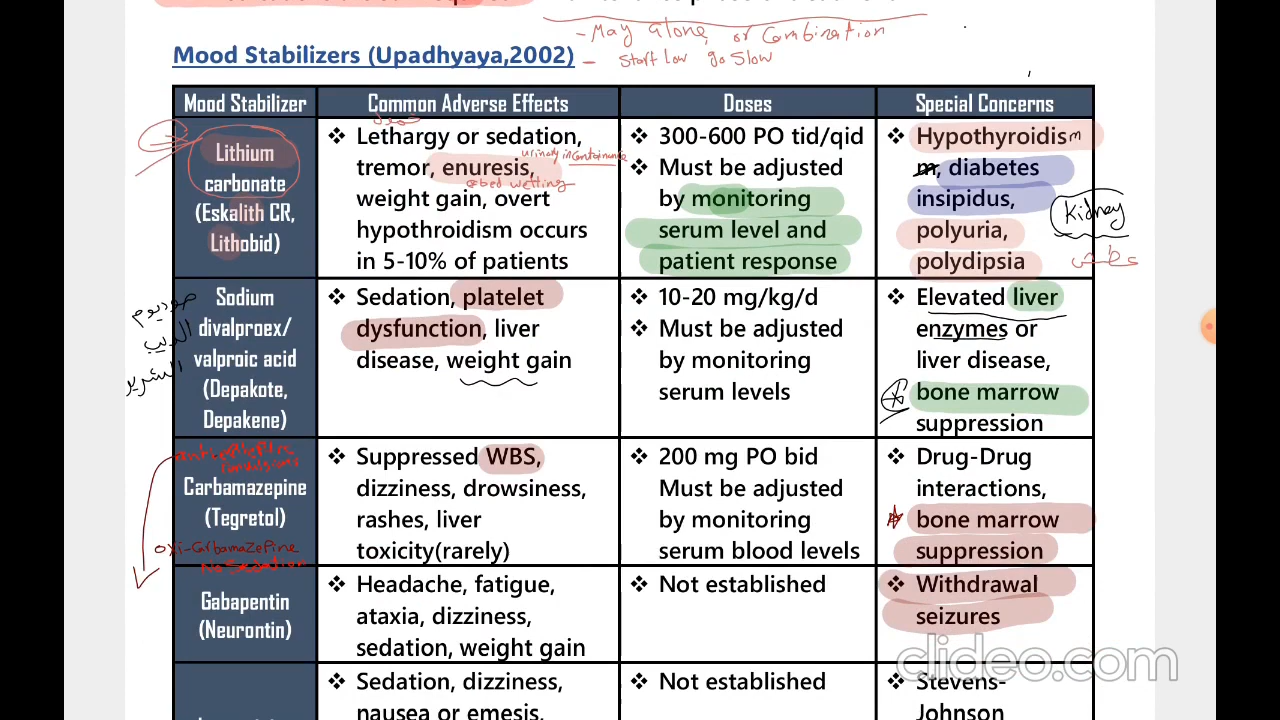 - May alone, or Combination
Mood Stabilizers (Upadhyaya,2002)
- Start low go Slow
Mood Stabilizer
Common Adverse Effects
Doses
Special Concerns
Lithium
carbonate
(Eskalith CR,
Lithobid)
❖ Lethargy or sedation,
tremor, enuresis,
weight gain, overt
hypothroidism occurs
in 5-10% of patients
bed wetting
❖ 300-600 PO tid/qid
❖ Must be adjusted
by monitoring
serum level and
patient response
❖ Hypothyroidism
m, diabetes
insipidus,
polyuria,
polydipsia
Kidney
عطش
Sodium
divalproex/
valproic acid
(Depakote,
Depakene)
صوديوم
❖ Sedation, platelet
dysfunction, liver
disease, weight gain
❖ 10-20 mg/kg/d
❖ Must be adjusted
by monitoring
serum levels
❖ Elevated liver
enzymes or
liver disease,
bone marrow
suppression
Carbamazepine
(Tegretol)
oxi-Carbamazepine
No Sedation
❖ Suppressed WBS,
dizziness, drowsiness,
rashes, liver
toxicity(rarely)
❖ 200 mg PO bid
Must be adjusted
by monitoring
serum blood levels
❖ Drug-Drug
interactions,
bone marrow
suppression
Gabapentin
(Neurontin)
❖ Headache, fatigue,
ataxia, dizziness,
sedation, weight gain
❖ Not established
❖ Withdrawal
seizures
❖ Sedation, dizziness,
nausea or emesis,
❖ Not established
❖ Stevens-
Johnson
clideo.com